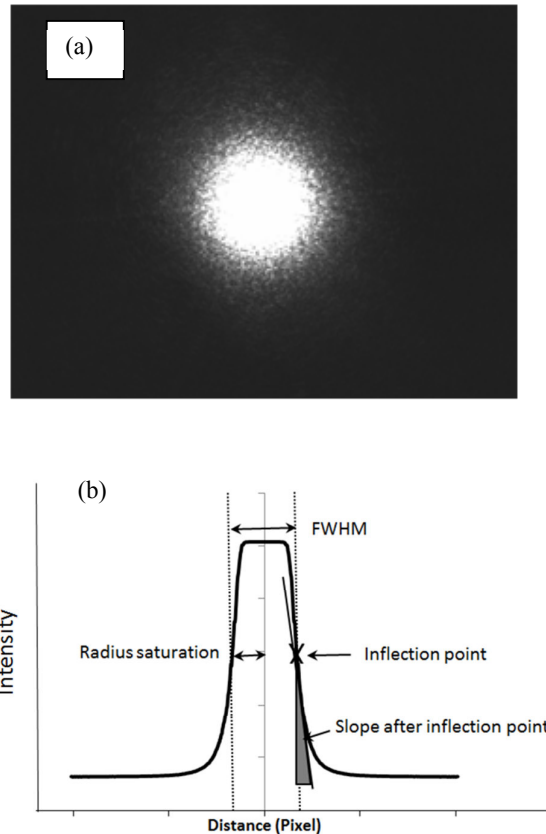 (a)
(b)
FWHM
Radius saturation
Inflection point
Intensity
Slope after inflection point
Distance (Pixel)